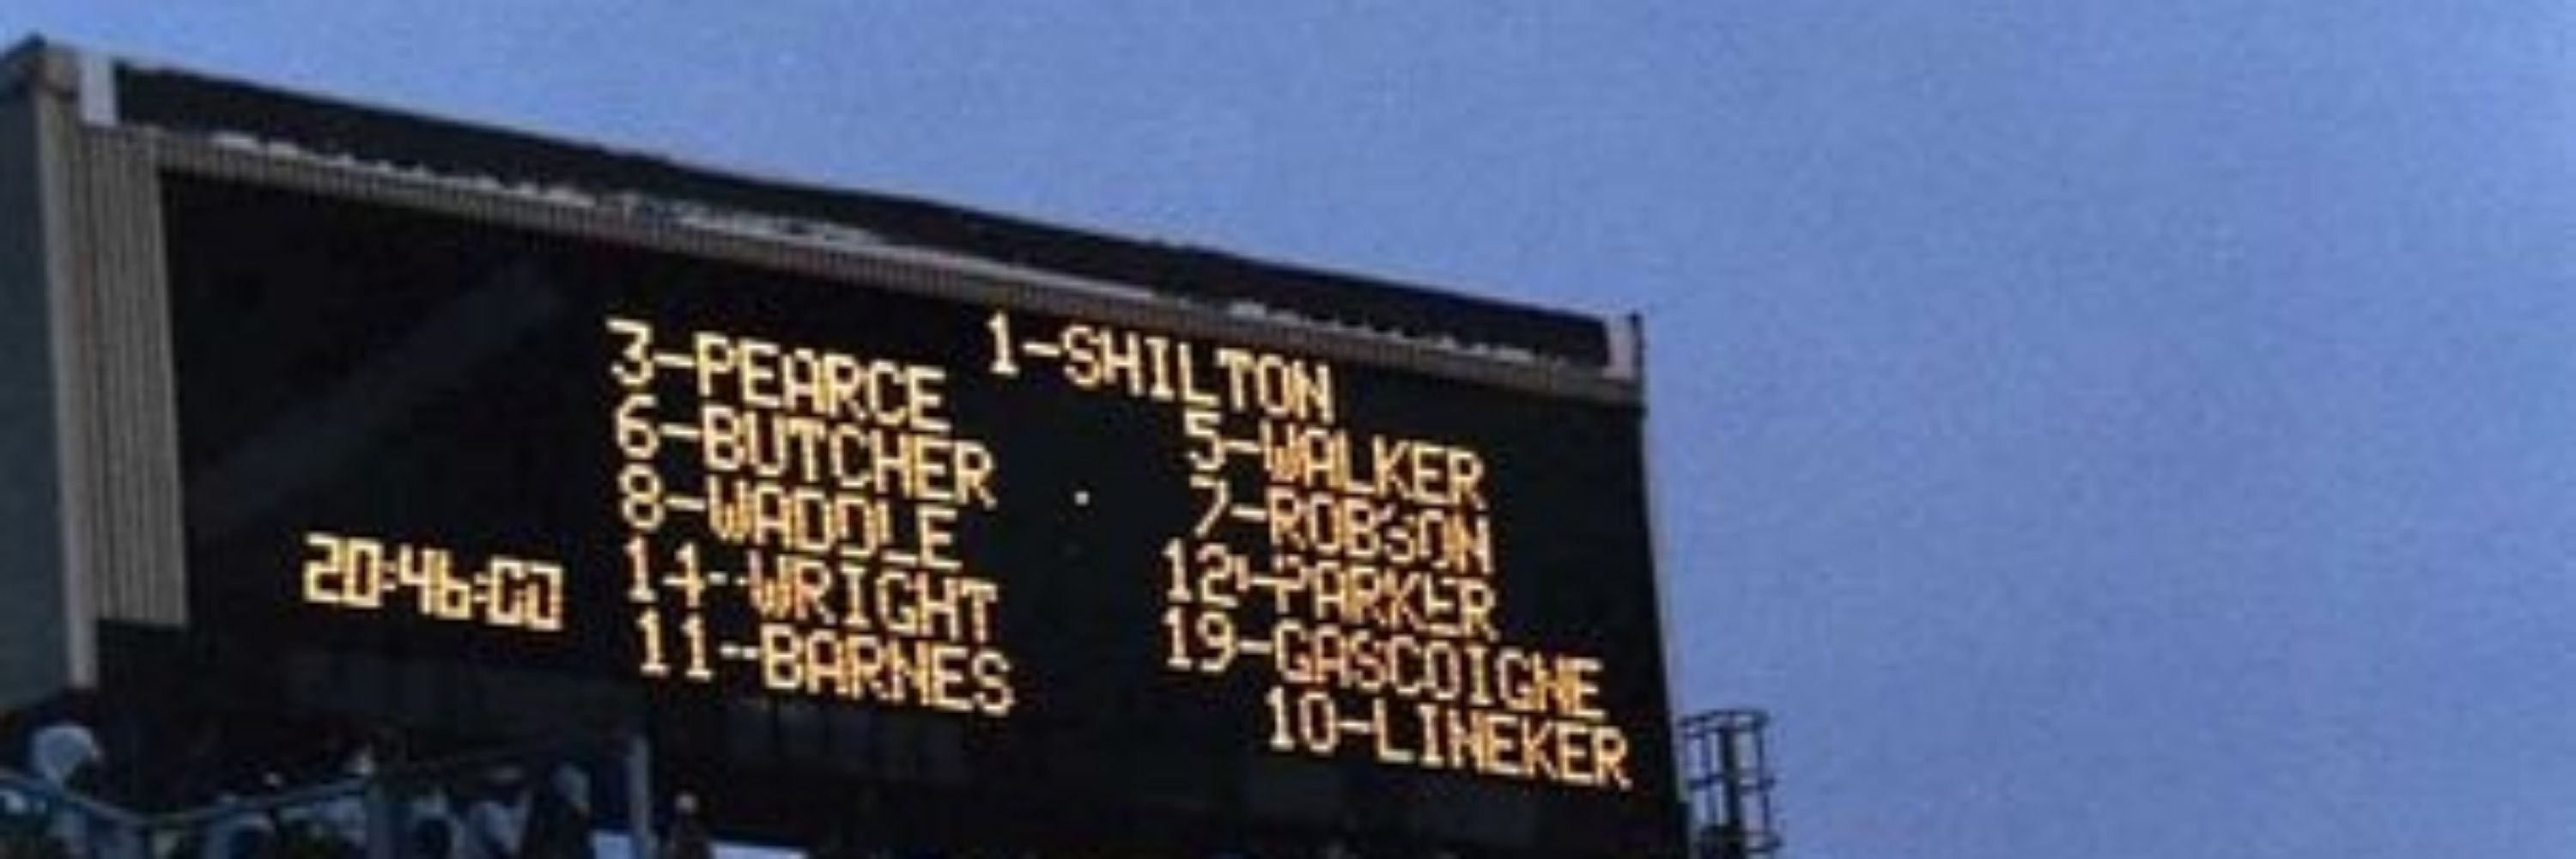 1-SHILTON
3-PEARCE 5-WALKER
6-BUTCHER 7-ROBSON
8-WADDLE 12-PARKER
14-WRIGHT 19-GASCOIGNE
11-BARNES 10-LINEKER
20:46:00